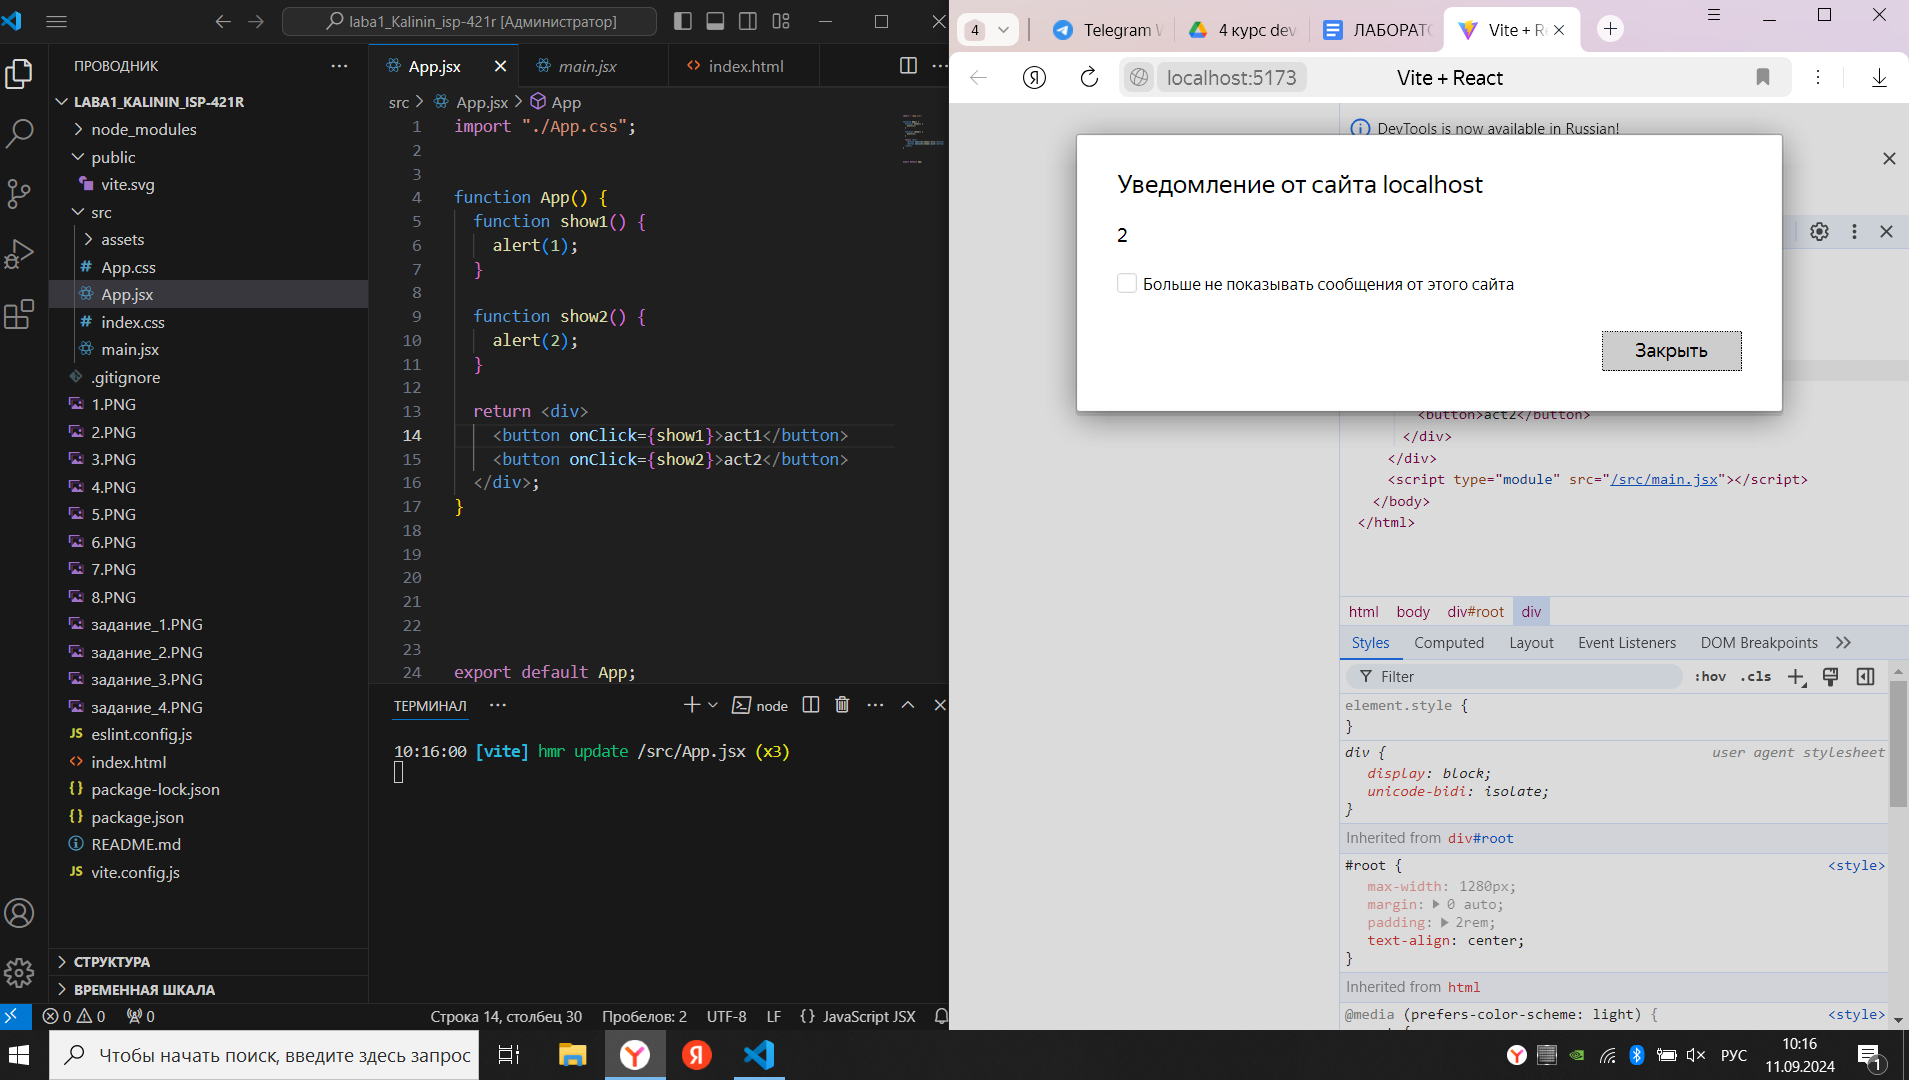 laba1_Kalinin_isp-421r [Администратор]
ПРОВОДНИК
LABA1_KALININ_ISP-421R
node_modules
public
vite.svg
src
assets
# App.css
App.jsx
# index.css
main.jsx
.gitignore
1.PNG
2.PNG
3.PNG
4.PNG
5.PNG
6.PNG
7.PNG
8.PNG
задание_1.PNG
задание_2.PNG
задание_3.PNG
задание_4.PNG
JS eslint.config.js
<> index.html
{} package-lock.json
{} package.json
README.md
JS vite.config.js
СТРУКТУРА
ВРЕМЕННАЯ ШКАЛА
App.jsx
main.jsx
<> index.html
src > App.jsx > App
1 import "./App.css";
2
3
4 function App() {
5 function show1() {
6 alert(1);
7 }
8
9 function show2() {
10 alert(2);
11 }
12
13 return <div>
14 <button onClick={show1}>act1</button>
15 <button onClick={show2}>act2</button>
16 </div>;
17 }
18
19
20
21
22
23
24 export default App;
ТЕРМИНАЛ
node
10:16:00 [vite] hmr update /src/App.jsx (x3)
0 0 0
Строка 14, столбец 30 Пробелов: 2 UTF-8 LF {} JavaScript JSX
4
Telegram W
4 курс dev
ЛАБОРАТО
Vite + Re
localhost:5173
Vite + React
DevTools is now available in Russian!
Уведомление от сайта localhost
2
Больше не показывать сообщения от этого сайта
Закрыть
<button>act2</button>
</div>
</div>
<script type="module" src="/src/main.jsx"></script>
</body>
</html>
html body div#root div
Styles Computed Layout Event Listeners DOM Breakpoints
Filter
:hov .cls
element.style {
}
div { user agent stylesheet
display: block;
unicode-bidi: isolate;
}
Inherited from div#root
#root { <style>
max-width: 1280px;
margin: 0 auto;
padding: 2rem;
text-align: center;
}
Inherited from html
@media (prefers-color-scheme: light) { <style>
Чтобы начать поиск, введите здесь запрос
РУС
10:16
11.09.2024
1